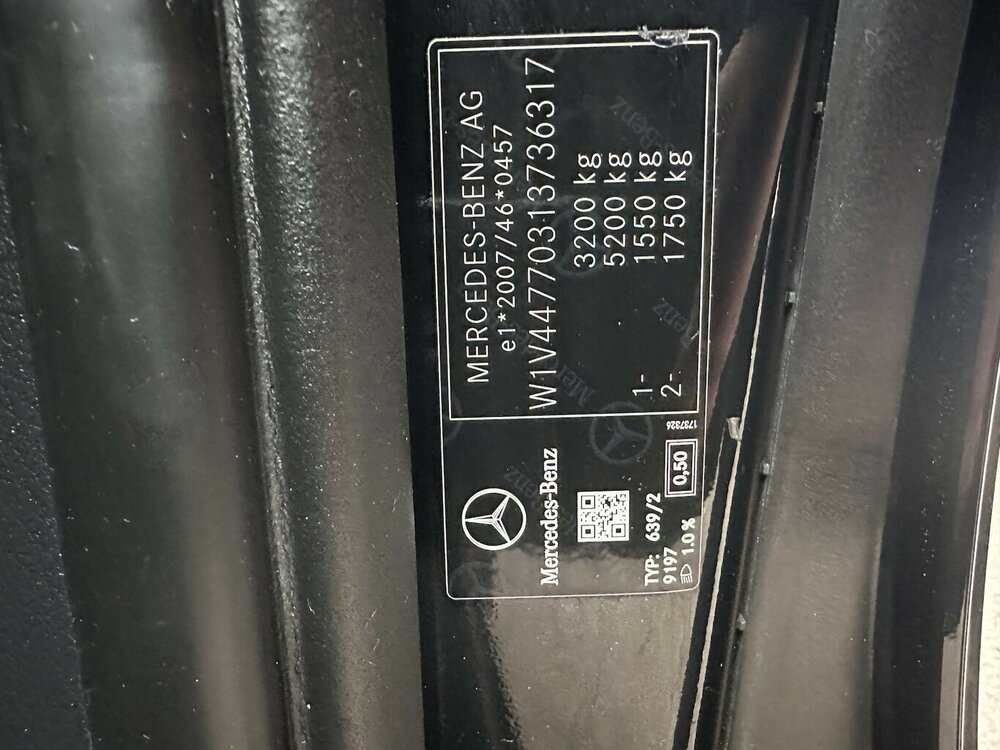 MERCEDES-BENZ AG
e1*2007/46*0457
W1V44770313736317
3200 kg
5200 kg
1- 1550 kg
2- 1750 kg
Mercedes-Benz
TYP: 639/2
9197
1.0 %
0,50
1737326